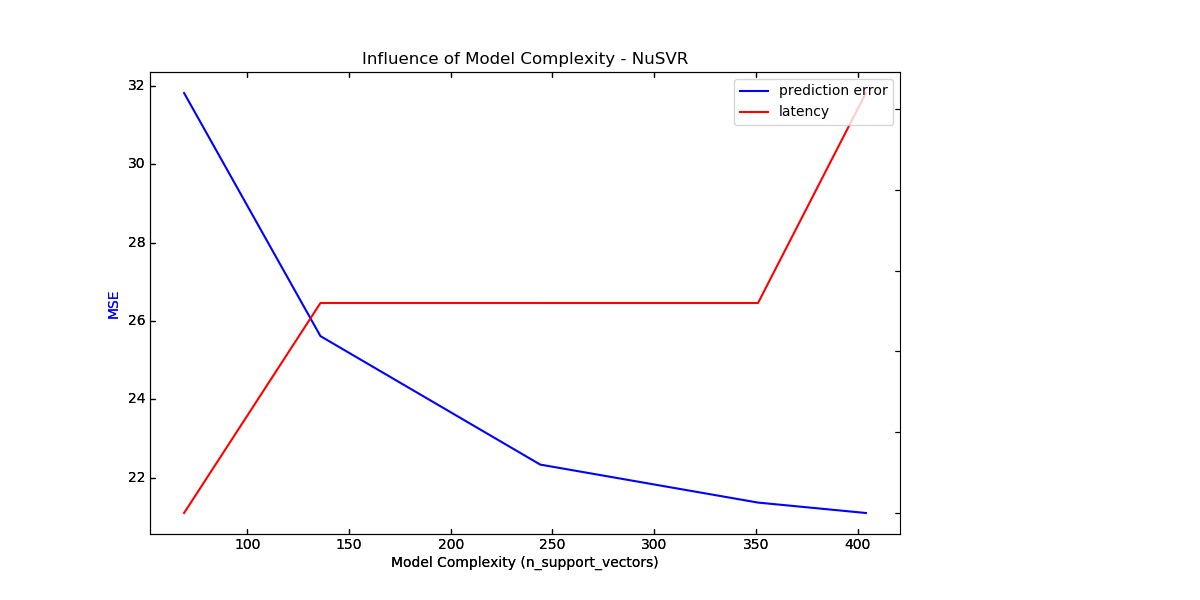 Influence of Model Complexity - NuSVR
prediction error
latency
32
30
28
26
24
22
MSE
100 150 200 250 300 350 400
Model Complexity (n_support_vectors)